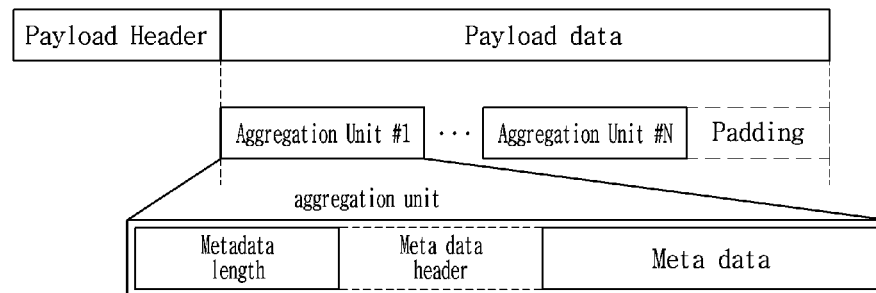 Payload Header Payload data
Aggregation Unit #1 ··· Aggregation Unit #N Padding
aggregation unit
Metadata length Meta data header Meta data